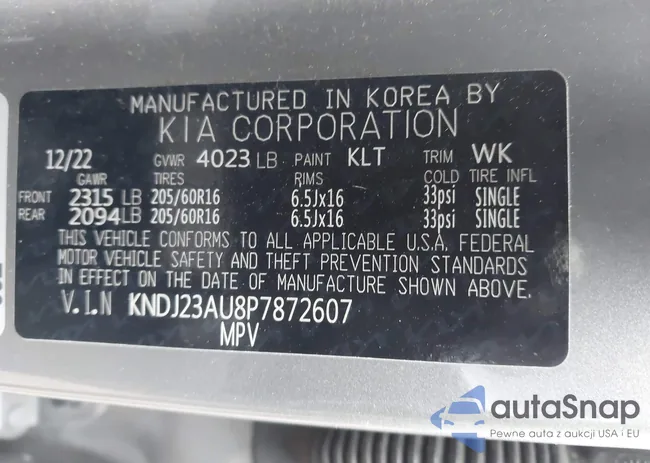 MANUFACTURED IN KOREA BY
KIA CORPORATION
12/22 GVWR 4023 LB PAINT KLT TRIM WK
GAWR TIRES RIMS COLD TIRE INFL
FRONT 2315 LB 205/60R16 6.5Jx16 33psi SINGLE
REAR 2094 LB 205/60R16 6.5Jx16 33psi SINGLE
THIS VEHICLE CONFORMS TO ALL APPLICABLE U.S.A. FEDERAL
MOTOR VEHICLE SAFETY AND THEFT PREVENTION STANDARDS
IN EFFECT ON THE DATE OF MANUFACTURE SHOWN ABOVE.
V.I.N KNDJ23AU8P7872607
MPV
autaSnap
Pewne auta z aukcji USA i EU